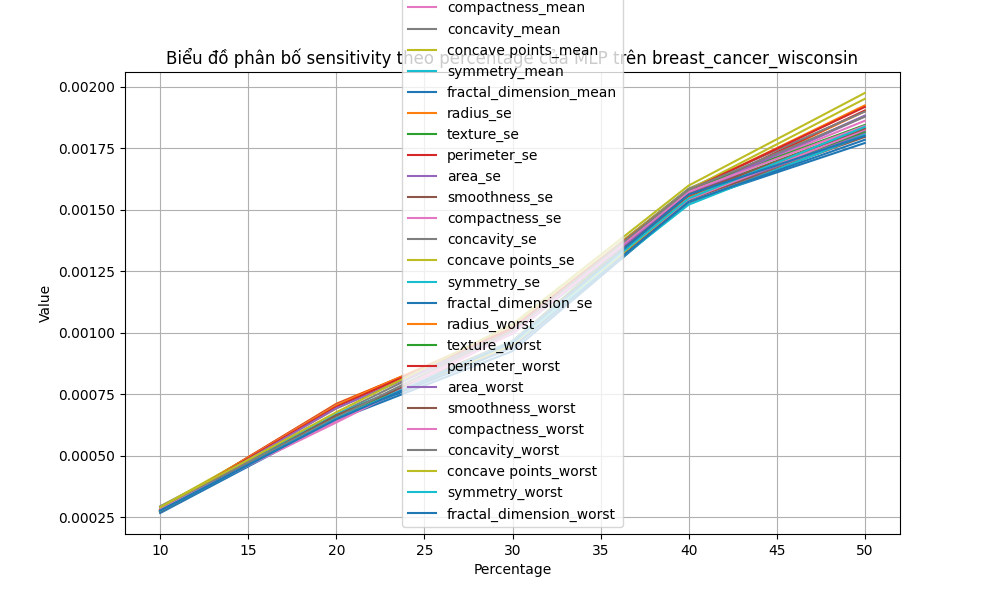 compactness_mean
concavity_mean
concave points_mean
Biểu đồ phân bố sensitivity theo percentage của MLP trên breast_cancer_wisconsin
symmetry_mean
fractal_dimension_mean
radius_se
texture_se
perimeter_se
area_se
smoothness_se
compactness_se
concavity_se
concave points_se
symmetry_se
fractal_dimension_se
radius_worst
texture_worst
perimeter_worst
area_worst
smoothness_worst
compactness_worst
concavity_worst
concave points_worst
symmetry_worst
fractal_dimension_worst
Value
0.00200
0.00175
0.00150
0.00125
0.00100
0.00075
0.00050
0.00025
10 15 20 25 30 35 40 45 50
Percentage